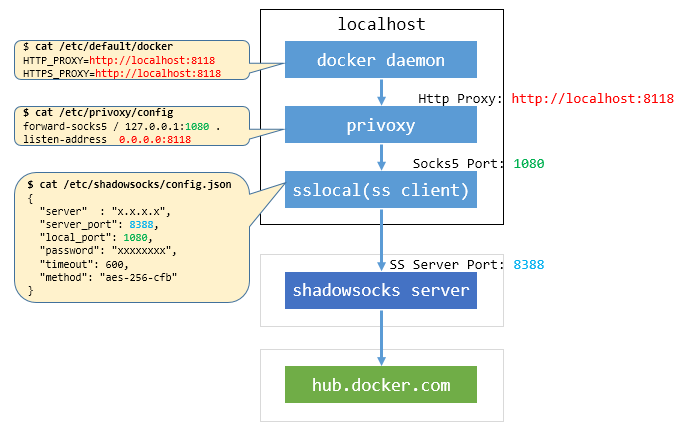 localhost
$ cat /etc/default/docker
HTTP_PROXY=http://localhost:8118
HTTPS_PROXY=http://localhost:8118
docker daemon
Http Proxy: http://localhost:8118
$ cat /etc/privoxy/config
forward-socks5 / 127.0.0.1:1080 .
listen-address  0.0.0.0:8118
privoxy
Socks5 Port: 1080
$ cat /etc/shadowsocks/config.json
{
  "server"  : "x.x.x.x",
  "server_port": 8388,
  "local_port": 1080,
  "password": "xxxxxxxx",
  "timeout": 600,
  "method": "aes-256-cfb"
}
sslocal(ss client)
SS Server Port: 8388
shadowsocks server
hub.docker.com